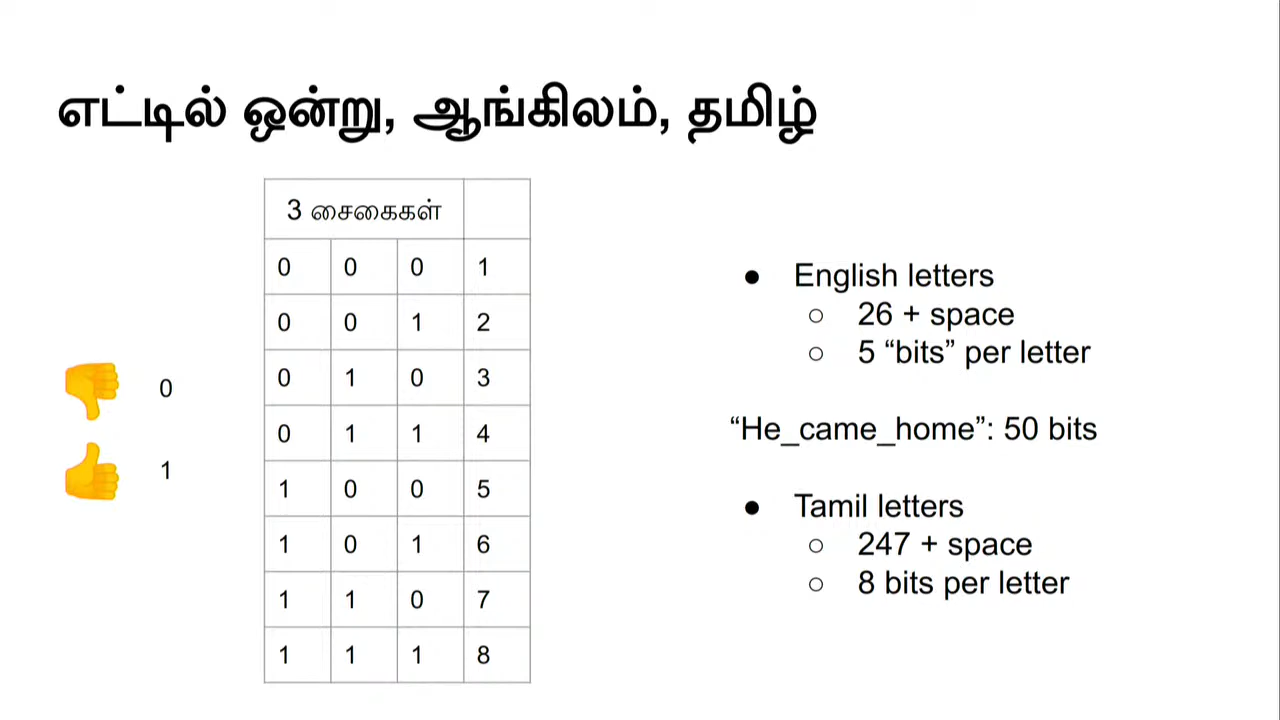 எட்டில் ஒன்று, ஆங்கிலம், தமிழ்
3 சைகைகள்
0 0 0 1
0 0 1 2
0 1 0 3
0 1 1 4
1 0 0 5
1 0 1 6
1 1 0 7
1 1 1 8
0
1
● English letters
○ 26 + space
○ 5 “bits” per letter
“He_came_home”: 50 bits
● Tamil letters
○ 247 + space
○ 8 bits per letter